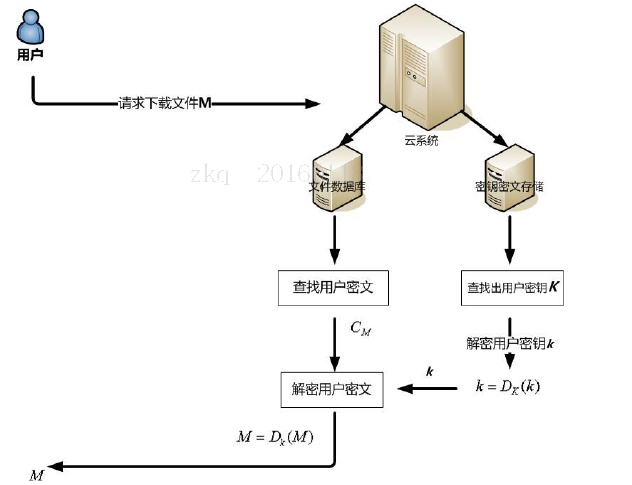 用户
请求下载文件M
云系统
zkq 2016
文件数据库
密钥密文存储
查找用户密文
查找出用户密钥K
C_M
解密用户密钥k
解密用户密文
k
k = D_K(k)
M = D_k(M)
M